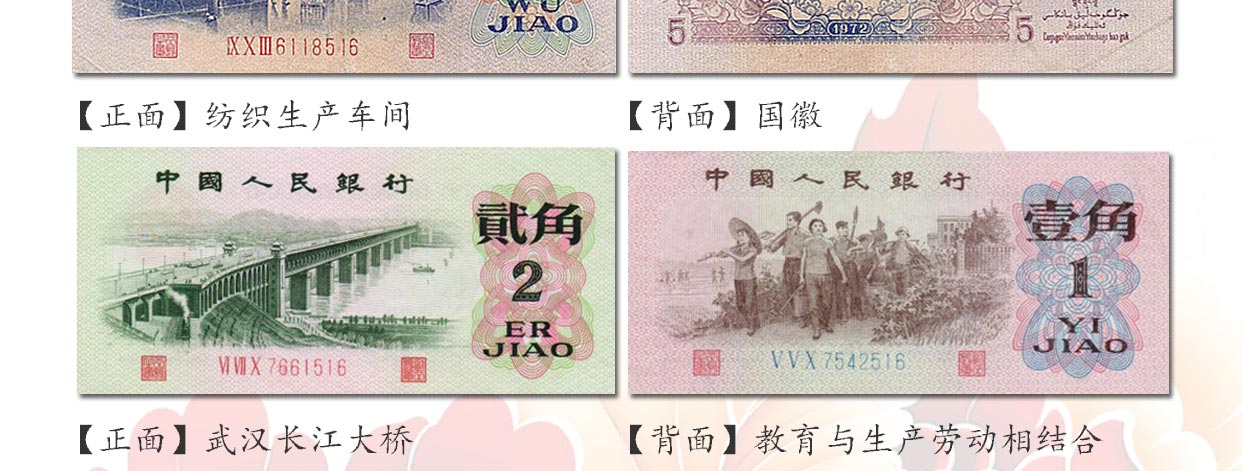 WU
JIAO
IX X III 6118516
5
1972
5
【正面】纺织生产车间
【背面】国徽
中國人民銀行
貳角
2
ER
JIAO
VI VII X 7661516
中國人民銀行
壹角
1
YI
JIAO
V V X 7542516
【正面】武汉长江大桥
【背面】教育与生产劳动相结合